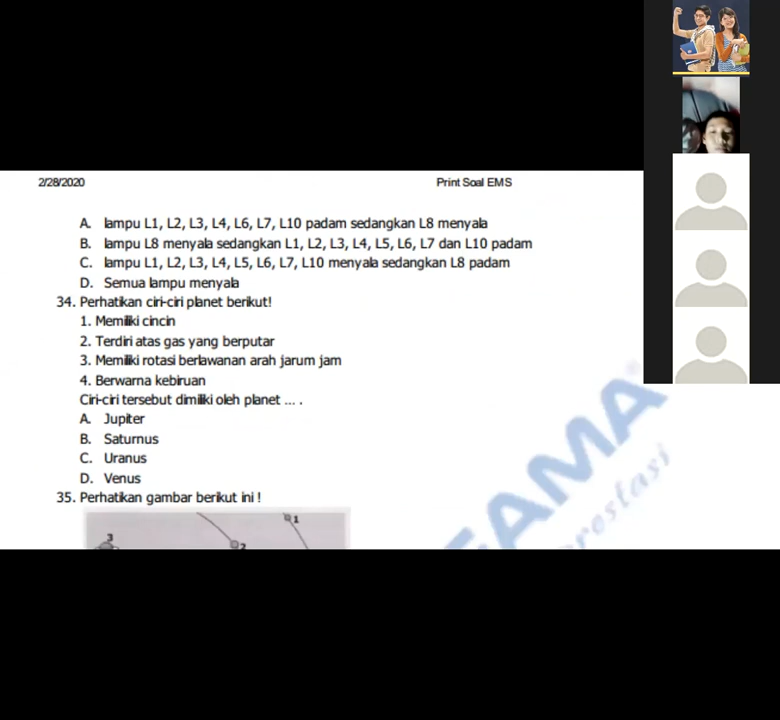 2/28/2020
Print Soal EMS
A. lampu L1, L2, L3, L4, L6, L7, L10 padam sedangkan L8 menyala
B. lampu L8 menyala sedangkan L1, L2, L3, L4, L5, L6, L7 dan L10 padam
C. lampu L1, L2, L3, L4, L5, L6, L7, L10 menyala sedangkan L8 padam
D. Semua lampu menyala
34. Perhatikan ciri-ciri planet berikut!
1. Memiliki cincin
2. Terdiri atas gas yang berputar
3. Memiliki rotasi berlawanan arah jarum jam
4. Berwarna kebiruan
Ciri-ciri tersebut dimiliki oleh planet ... .
A. Jupiter
B. Saturnus
C. Uranus
D. Venus
35. Perhatikan gambar berikut ini !
1
3
2